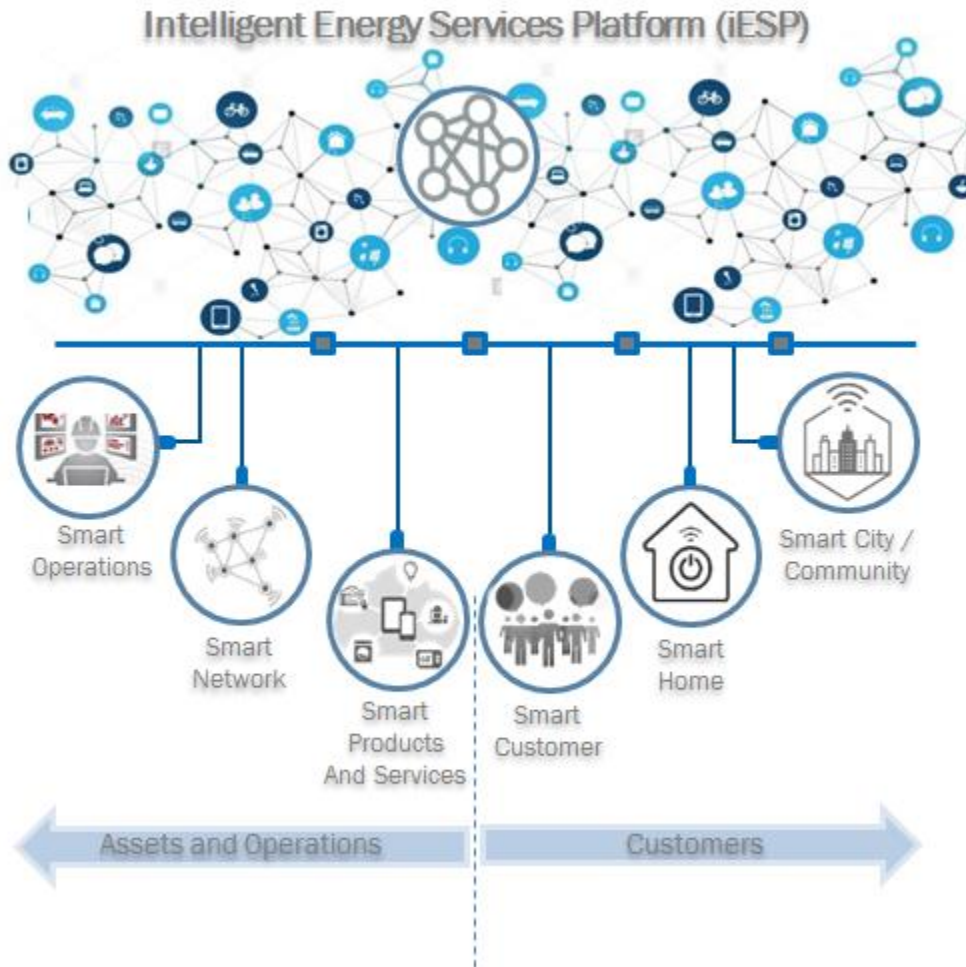 Intelligent Energy Services Platform (iESP)
Smart
Operations
Smart
Network
Smart
Products
And Services
Smart
Customer
Smart
Home
Smart City /
Community
Assets and Operations
Customers